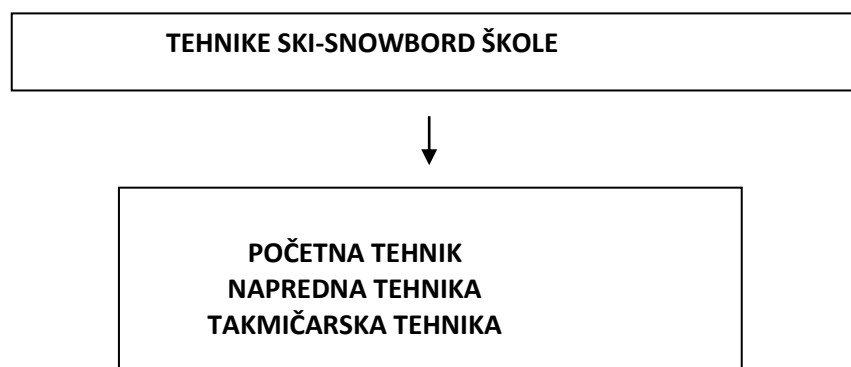 TEHNIKE SKI-SNOWBORD ŠKOLE
POČETNA TEHNIK
NAPREDNA TEHNIKA
TAKMIČARSKA TEHNIKA